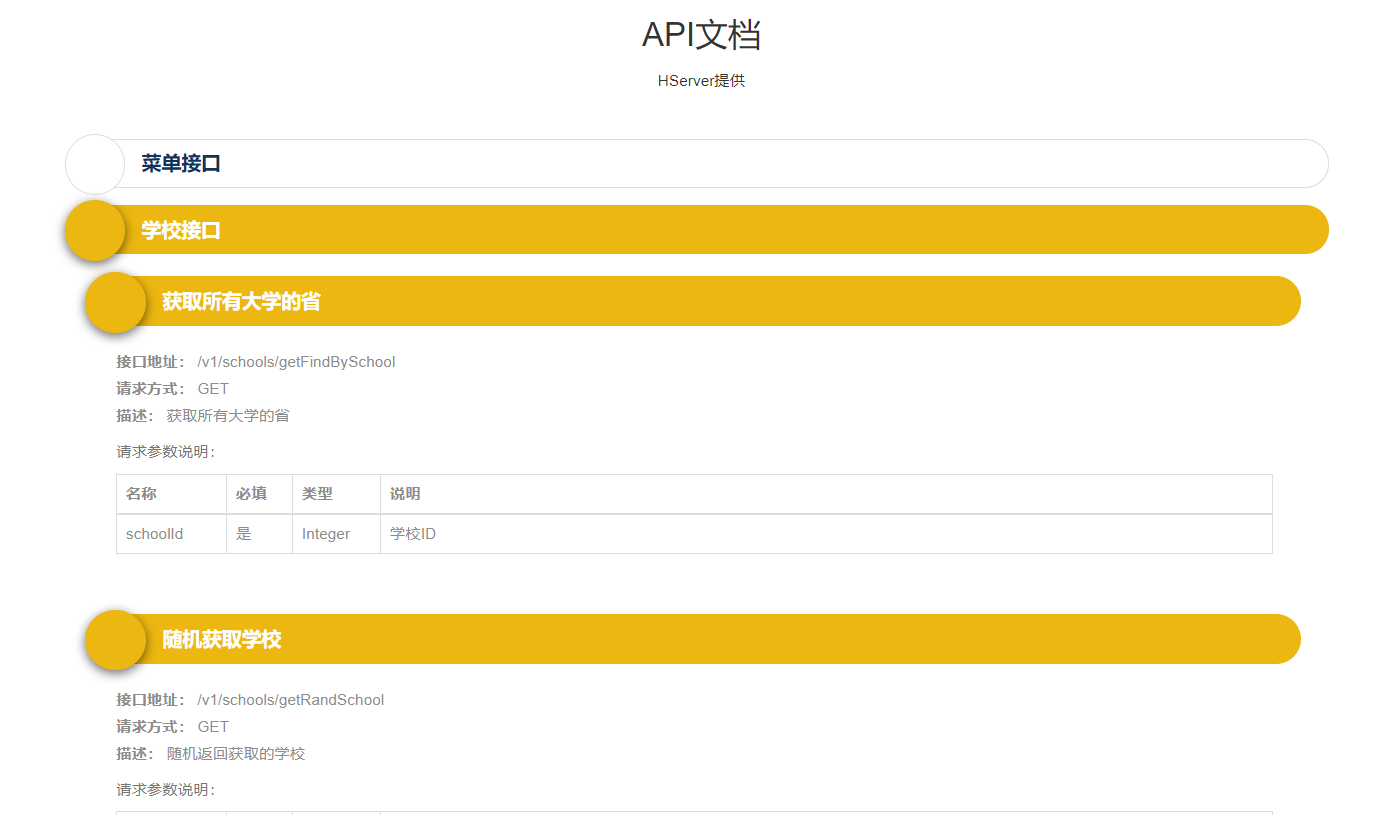 API文档
HServer提供
菜单接口
学校接口
获取所有大学的省
接口地址： /v1/schools/getFindBySchool
请求方式： GET
描述： 获取所有大学的省
请求参数说明：
名称 必填 类型 说明
schoolId 是 Integer 学校ID
随机获取学校
接口地址： /v1/schools/getRandSchool
请求方式： GET
描述： 随机返回获取的学校
请求参数说明：